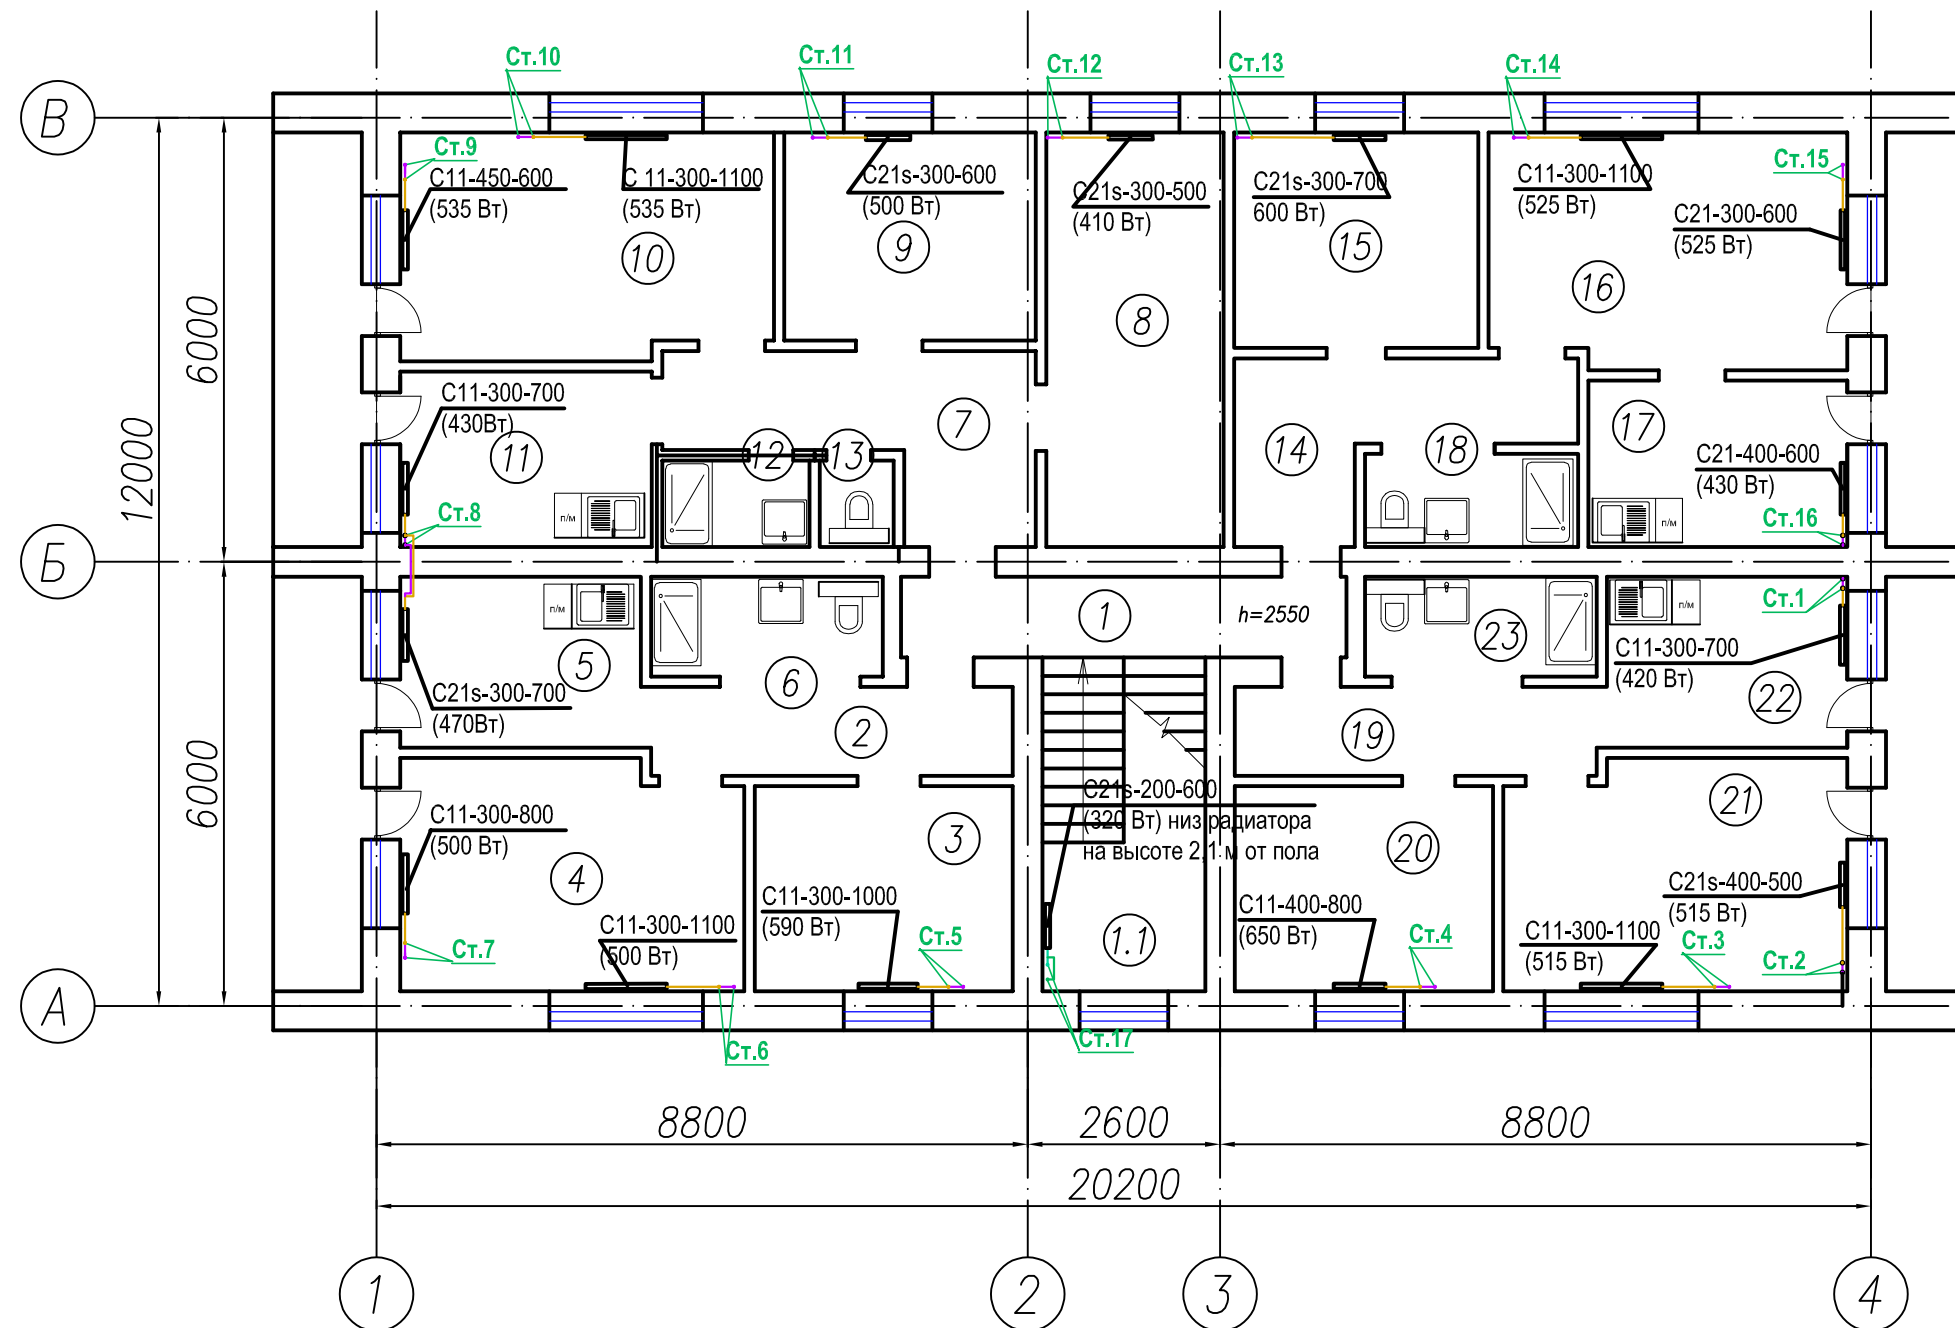 Ст.10
Ст.11
Ст.12
Ст.13
Ст.14
В
Ст.9
Ст.15
С11-450-600
(535 Вт)
С 11-300-1100
(535 Вт)
С21s-300-600
(500 Вт)
С21s-300-500
(410 Вт)
С21s-300-700
600 Вт)
С11-300-1100
(525 Вт)
С21-300-600
(525 Вт)
10
9
8
15
16
6000
12000
С11-300-700
(430Вт)
11
12
13
7
14
18
17
С21-400-600
(430 Вт)
п/м
п/м
Ст.8
Ст.16
Б
п/м
п/м
Ст.1
1
h=2550
5
6
23
С11-300-700
(420 Вт)
22
С21s-300-700
(470Вт)
2
19
6000
С21s-200-600
(320 Вт) низ радиатора
на высоте 2,1 м от пола
С11-300-800
(500 Вт)
4
3
20
21
С11-300-1000
(590 Вт)
С11-300-1100
(500 Вт)
С11-400-800
(650 Вт)
С21s-400-500
(515 Вт)
С11-300-1100
(515 Вт)
1.1
Ст.7
Ст.5
Ст.4
Ст.3
Ст.2
А
Ст.6
Ст.17
8800
2600
8800
20200
1
2
3
4